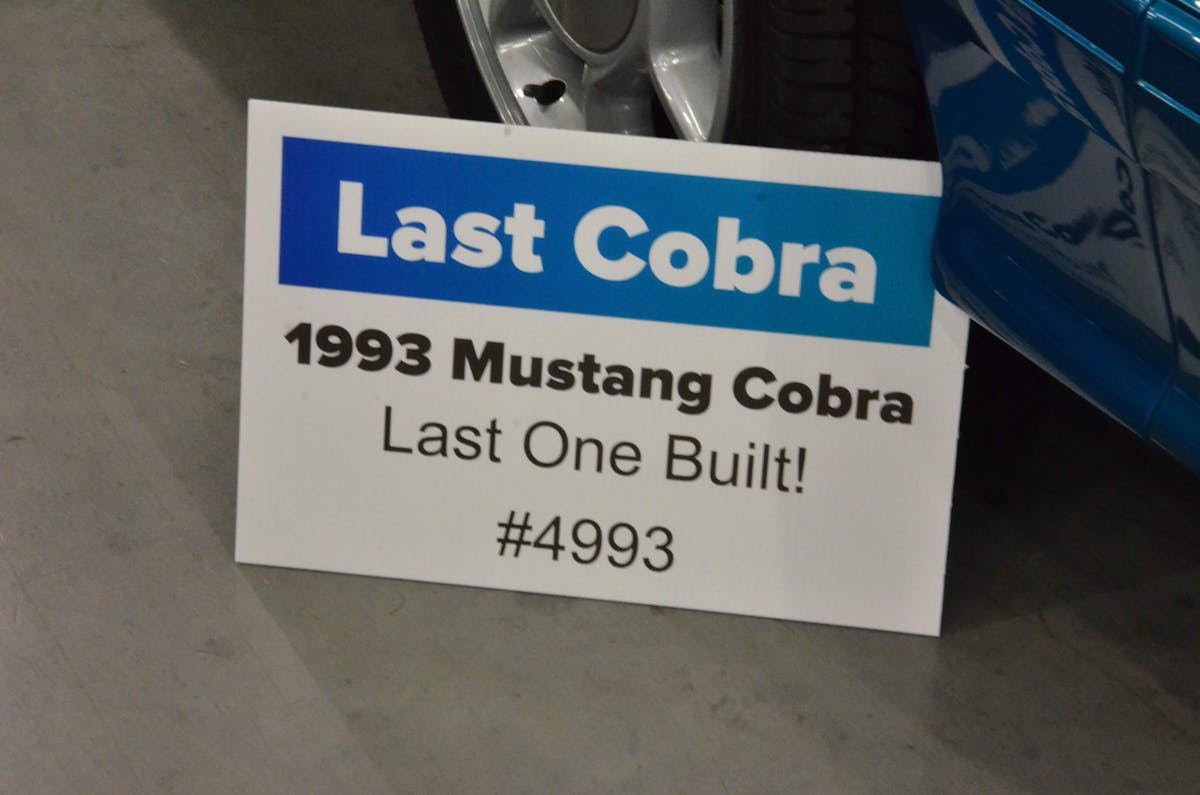 Last Cobra
1993 Mustang Cobra
Last One Built!
#4993